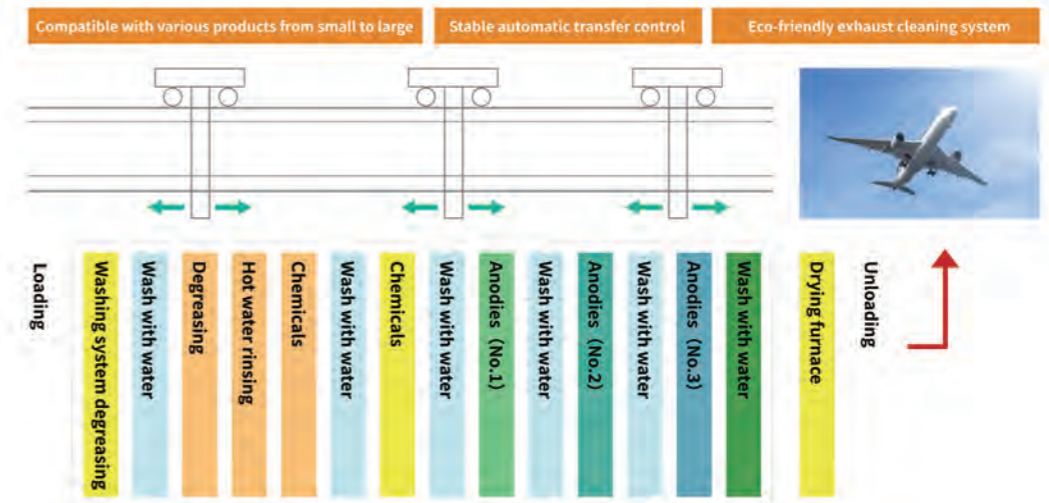 Compatible with various products from small to large
Stable automatic transfer control
Eco-friendly exhaust cleaning system
Loading
Washing system degreasing
Wash with water
Degreasing
Hot water rinsing
Chemicals
Wash with water
Chemicals
Wash with water
Anodies (No.1)
Wash with water
Anodies (No.2)
Wash with water
Anodies (No.3)
Wash with water
Drying furnace
Unloading